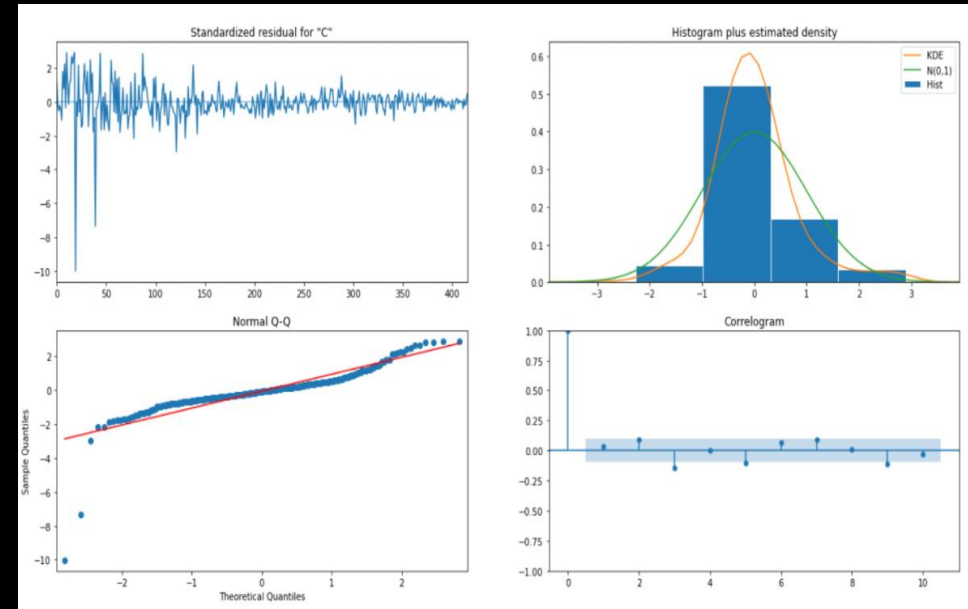 Standardized residual for "C"
2
0
−2
−4
−6
−8
−10
0 50 100 150 200 250 300 350 400
Histogram plus estimated density
KDE
N(0,1)
Hist
0.6
0.5
0.4
0.3
0.2
0.1
0.0
−3 −2 −1 0 1 2 3
Normal Q-Q
Sample Quantiles
2
0
−2
−4
−6
−8
−10
−2 −1 0 1 2
Theoretical Quantiles
Correlogram
1.00
0.75
0.50
0.25
0.00
−0.25
−0.50
−0.75
−1.00
0 2 4 6 8 10